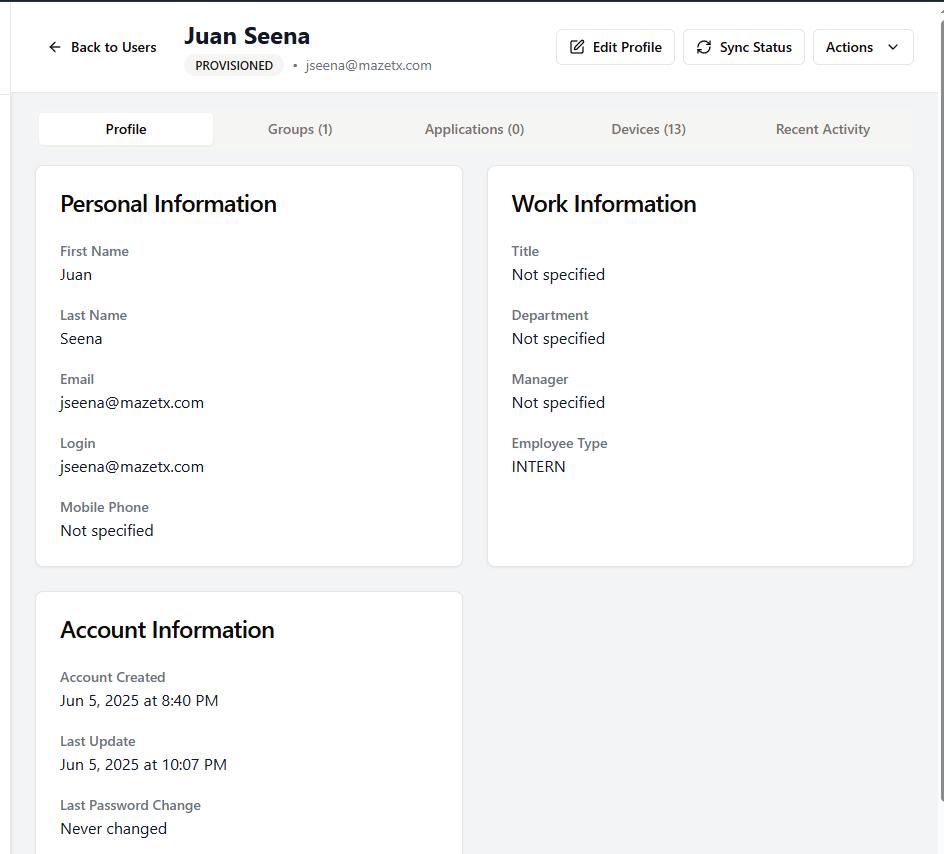 Back to Users
Juan Seena
PROVISIONED • jseena@mazetx.com
Edit Profile
Sync Status
Actions
Profile
Groups (1)
Applications (0)
Devices (13)
Recent Activity
Personal Information
First Name
Juan
Last Name
Seena
Email
jseena@mazetx.com
Login
jseena@mazetx.com
Mobile Phone
Not specified
Work Information
Title
Not specified
Department
Not specified
Manager
Not specified
Employee Type
INTERN
Account Information
Account Created
Jun 5, 2025 at 8:40 PM
Last Update
Jun 5, 2025 at 10:07 PM
Last Password Change
Never changed